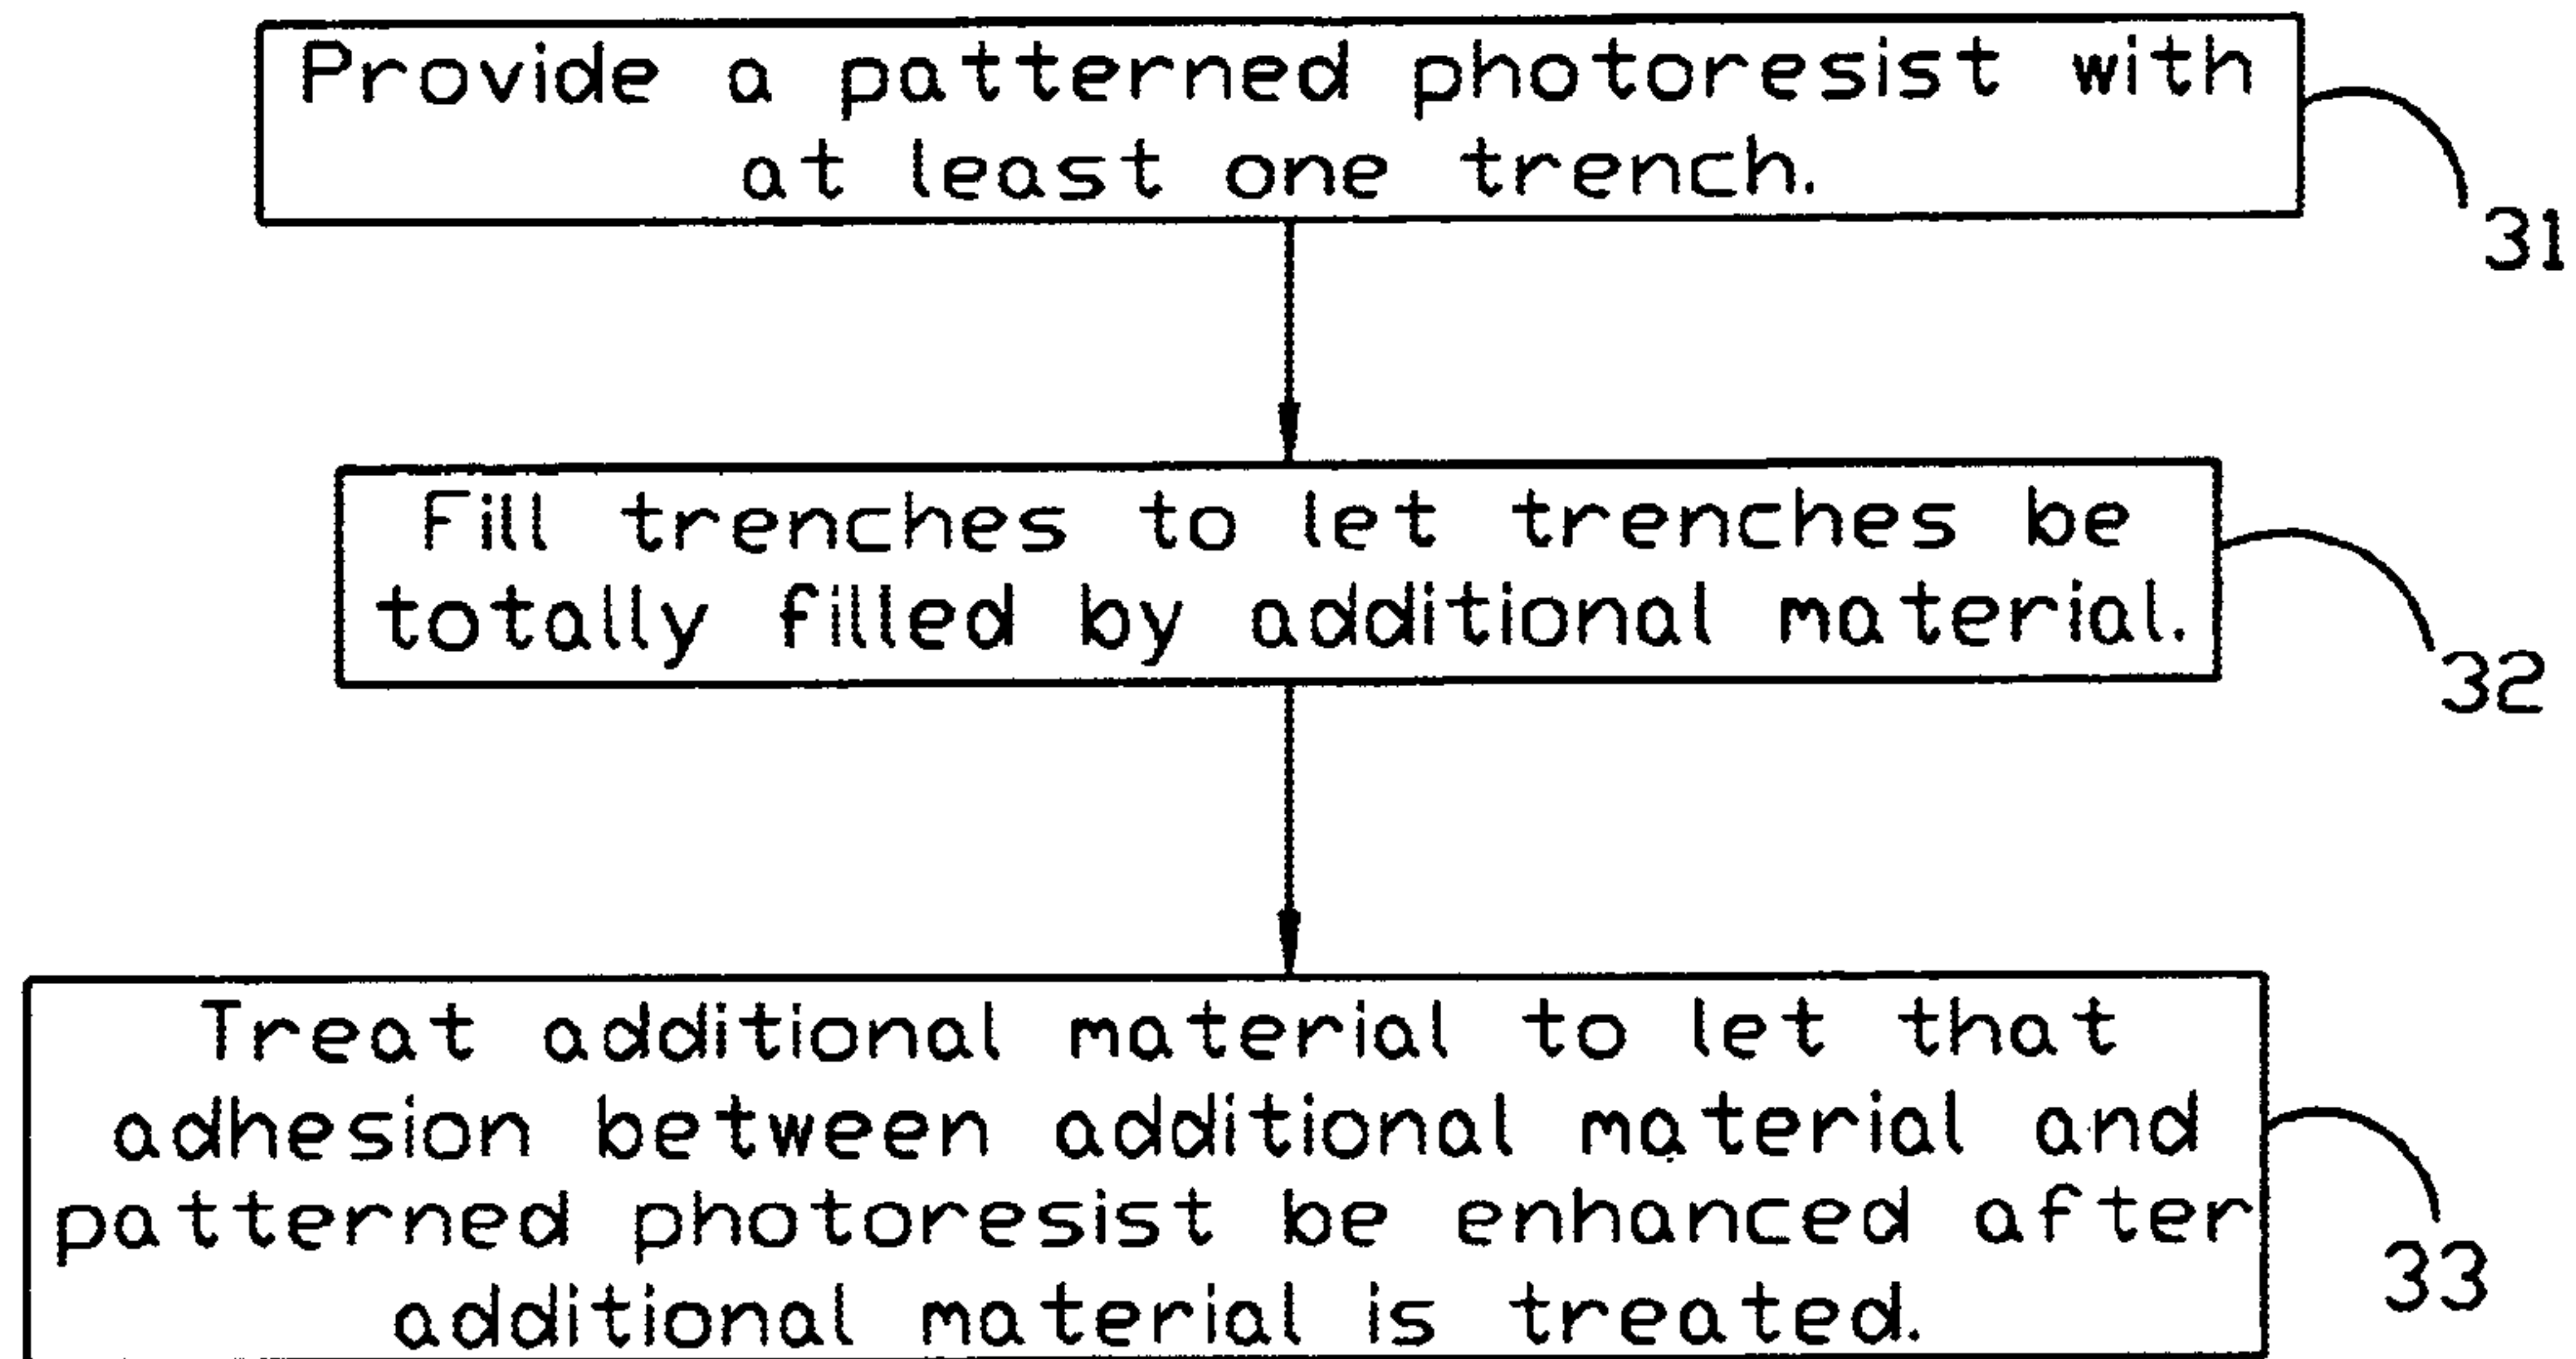 Provide a patterned photoresist with
at least one trench.
31
Fill trenches to let trenches be
totally filled by additional material.
32
Treat additional material to let that
adhesion between additional material and
patterned photoresist be enhanced after
additional material is treated.
33